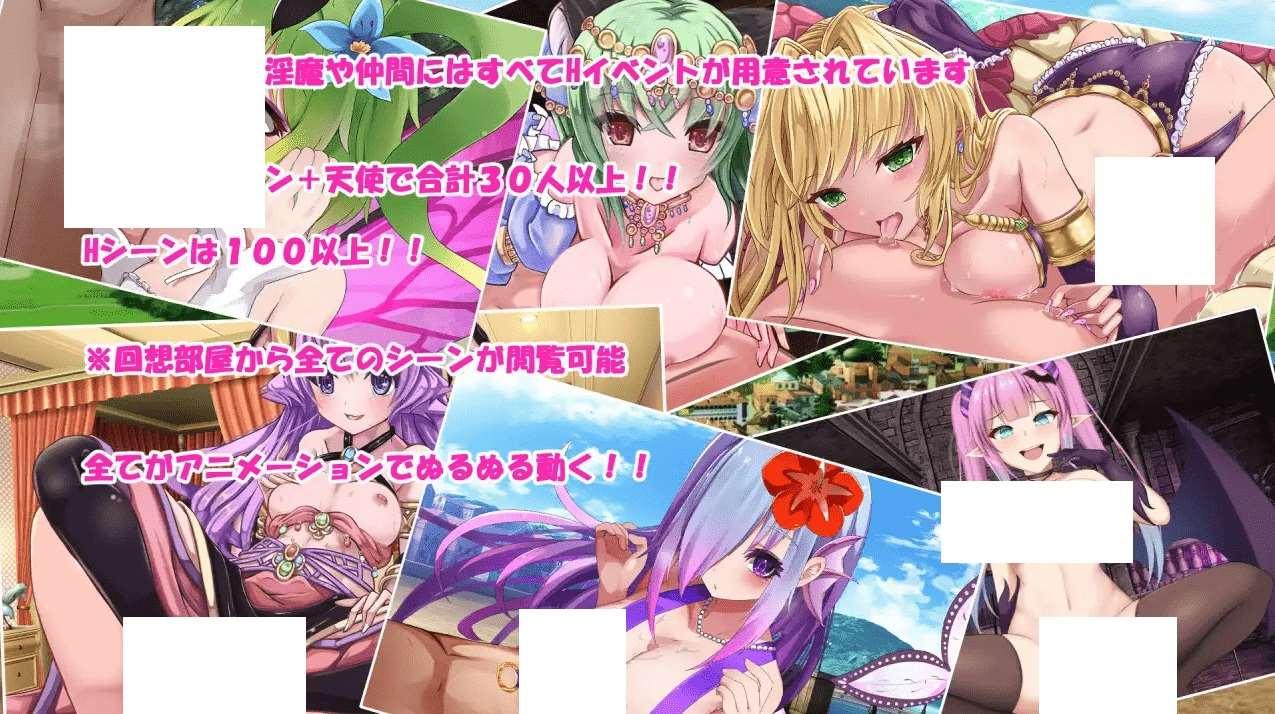 淫魔や仲間にはすべてHイベントが用意されています
ン＋天使で合計３０人以上！！
Hシーンは１００以上！！
※回想部屋から全てのシーンが閲覧可能
全てがアニメーションでぬるぬる動く！！